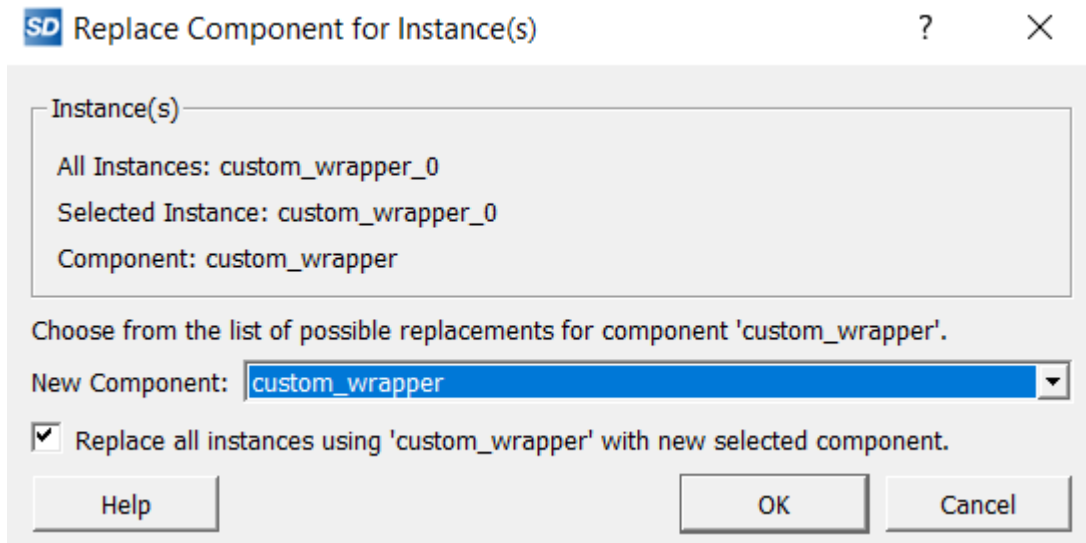 SD Replace Component for Instance(s) ?
Instance(s)
All Instances: custom_wrapper_0
Selected Instance: custom_wrapper_0
Component: custom_wrapper
Choose from the list of possible replacements for component 'custom_wrapper'.
New Component: custom_wrapper
Replace all instances using 'custom_wrapper' with new selected component.
Help OK Cancel